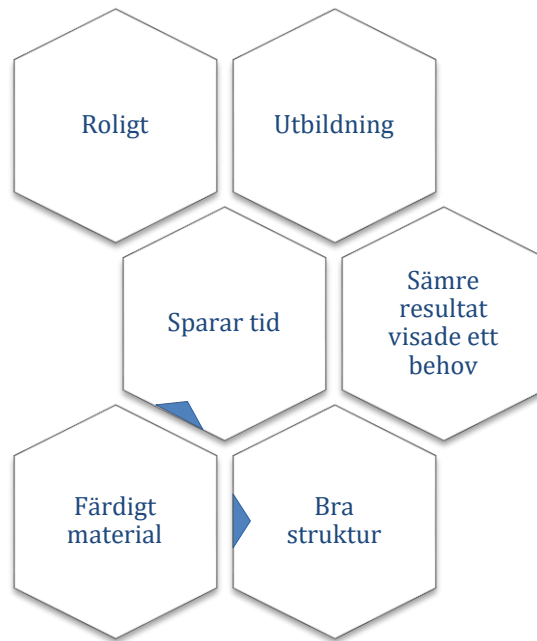 Roligt
Utbildning
Sparar tid
Sämre
resultat
visade ett
behov
Färdigt
material
Bra
struktur